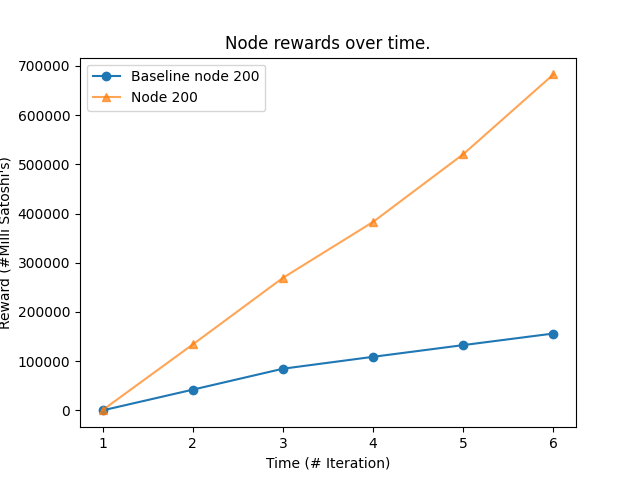 Node rewards over time.
Baseline node 200
Node 200
700000
600000
500000
400000
300000
200000
100000
0
Reward (#Milli Satoshi's)
1 2 3 4 5 6
Time (# Iteration)